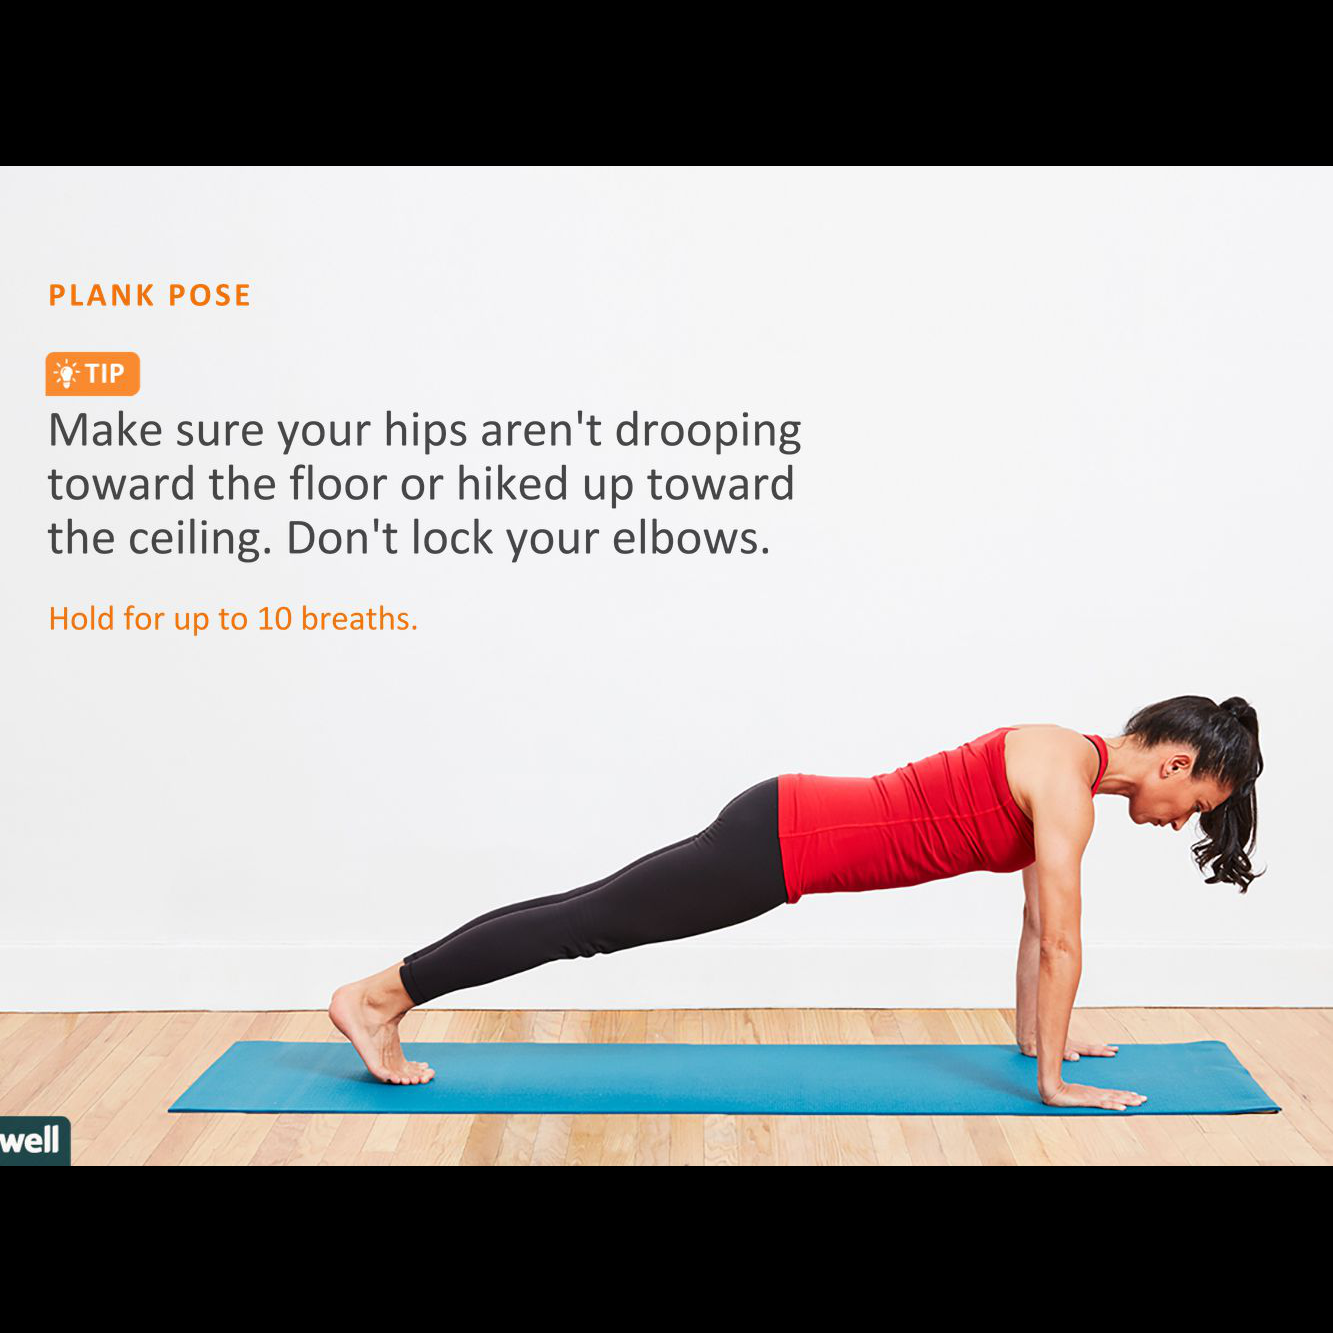 PLANK POSE
TIP
Make sure your hips aren't drooping
toward the floor or hiked up toward
the ceiling. Don't lock your elbows.
Hold for up to 10 breaths.
well